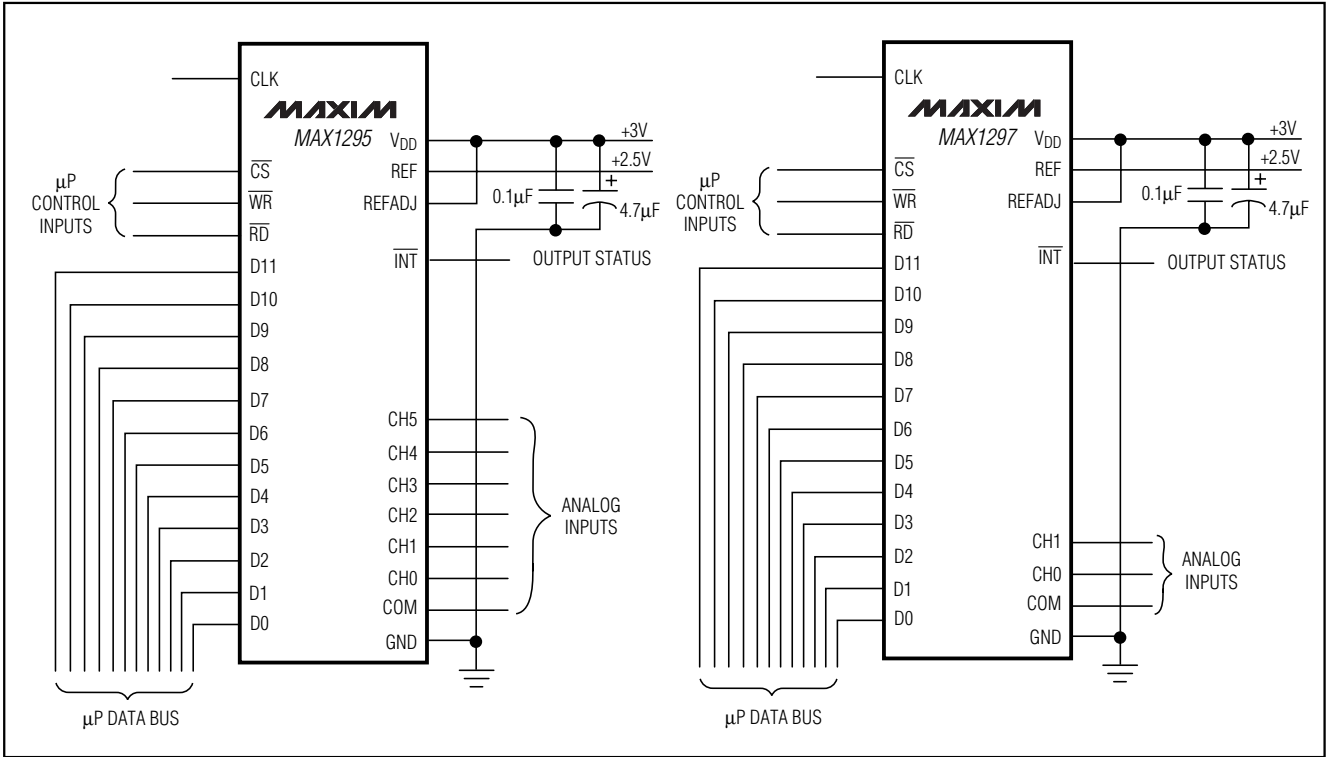 CLK
MAXIM
MAX1295
VDD
+3V
REF
+2.5V
REFADJ
0.1μF
+
4.7μF
μP
CONTROL
INPUTS
CS
WR
RD
INT
OUTPUT STATUS
D11
D10
D9
D8
D7
D6
D5
D4
D3
D2
D1
D0
CH5
CH4
CH3
CH2
CH1
CH0
COM
GND
ANALOG
INPUTS
μP DATA BUS
CLK
MAXIM
MAX1297
VDD
+3V
REF
+2.5V
REFADJ
0.1μF
+
4.7μF
μP
CONTROL
INPUTS
CS
WR
RD
INT
OUTPUT STATUS
D11
D10
D9
D8
D7
D6
D5
D4
D3
D2
D1
D0
CH1
CH0
COM
GND
ANALOG
INPUTS
μP DATA BUS